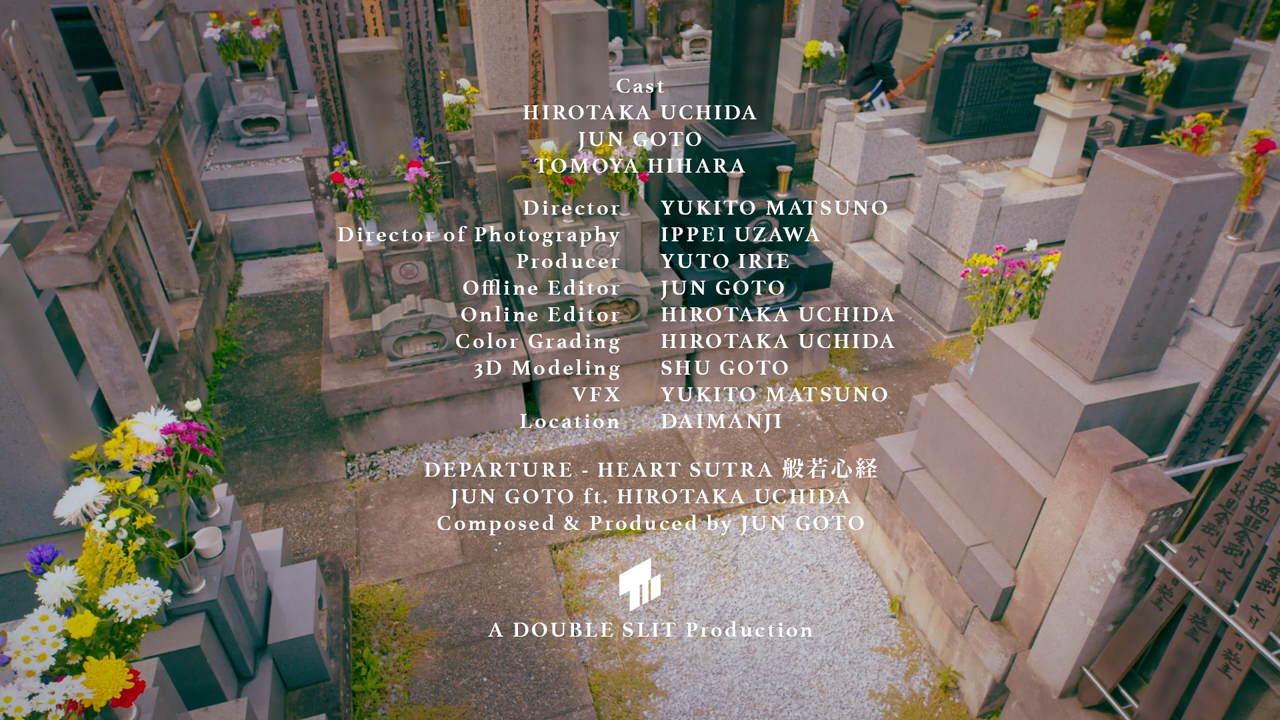 Cast
HIROTAKA UCHIDA
JUN GOTO
TOMOYA HIHARA
Director YUKITO MATSUNO
Director of Photography IPPEI UZAWA
Producer YUTO IRIE
Offline Editor JUN GOTO
Online Editor HIROTAKA UCHIDA
Color Grading HIROTAKA UCHIDA
3D Modeling SHU GOTO
VFX YUKITO MATSUNO
Location DAIMANJI
DEPARTURE - HEART SUTRA 般若心経
JUN GOTO ft. HIROTAKA UCHIDA
Composed & Produced by JUN GOTO
A DOUBLE SLIT Production